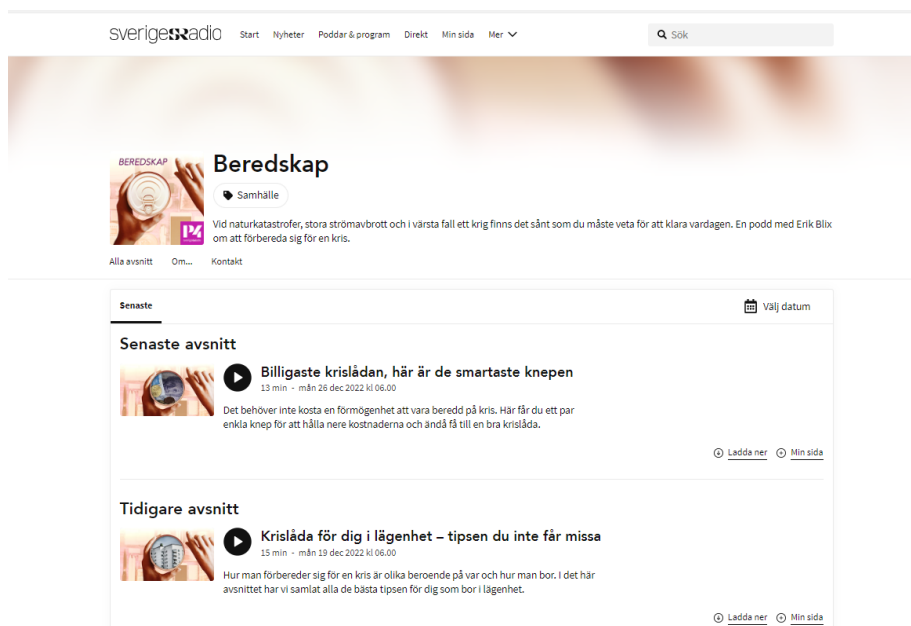 sverigesradio Start Nyheter Poddar & program Direkt Min sida Mer Sök
BEREDSKAP
P4
Beredskap
Samhälle
Vid naturkatastrofer, stora strömavbrott och i värsta fall ett krig finns det sånt som du måste veta för att klara vardagen. En podd med Erik Blix
om att förbereda sig för en kris.
Alla avsnitt Om... Kontakt
Senaste Välj datum
Senaste avsnitt
Billigaste krislådan, här är de smartaste knepen
13 min - mån 26 dec 2022 kl 06.00
Det behöver inte kosta en förmögenhet att vara beredd på kris. Här får du ett par
enkla knep för att hålla nere kostnaderna och ändå få till en bra krislåda.
Ladda ner Min sida
Tidigare avsnitt
Krislåda för dig i lägenhet – tipsen du inte får missa
15 min - mån 19 dec 2022 kl 06.00
Hur man förbereder sig för en kris är olika beroende på var och hur man bor. I det här
avsnittet har vi samlat alla de bästa tipsen för dig som bor i lägenhet.
Ladda ner Min sida